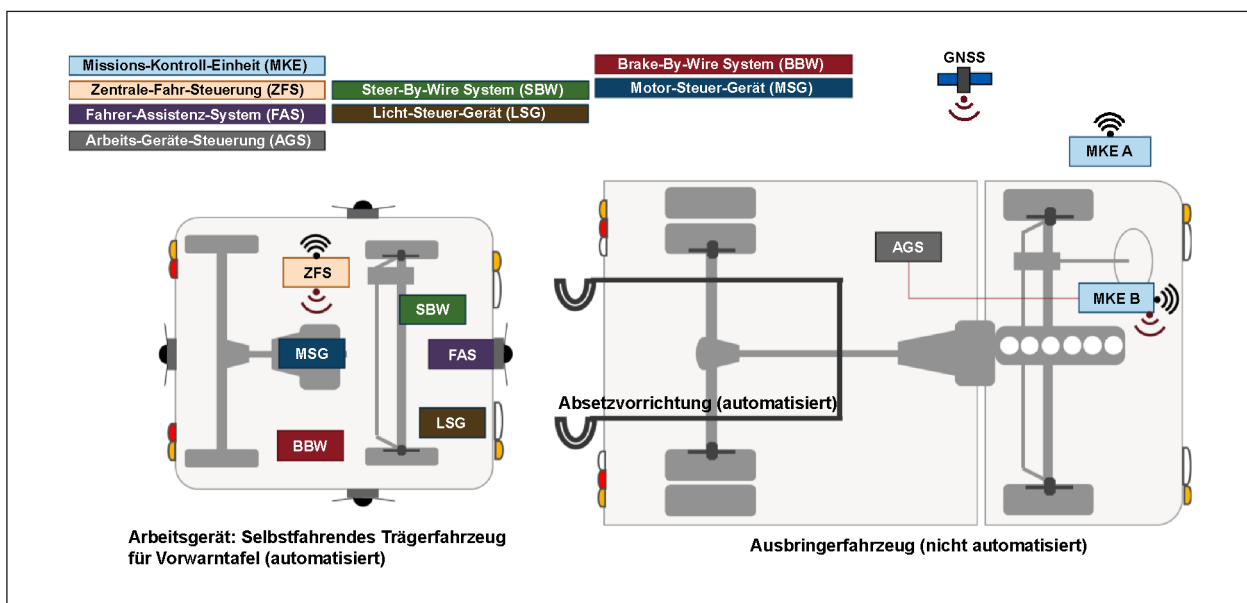 Missions-Kontroll-Einheit (MKE)
Zentrale-Fahr-Steuerung (ZFS)
Fahrer-Assistenz-System (FAS)
Arbeits-Geräte-Steuerung (AGS)
Steer-By-Wire System (SBW)
Licht-Steuer-Gerät (LSG)
Brake-By-Wire System (BBW)
Motor-Steuer-Gerät (MSG)
GNSS
MKE A
AGS
MKE B
ZFS
SBW
MSG
FAS
LSG
BBW
Absetzvorrichtung (automatisiert)
Arbeitsgerät: Selbstfahrendes Trägerfahrzeug
für Vorwarntafel (automatisiert)
Ausbringerfahrzeug (nicht automatisiert)